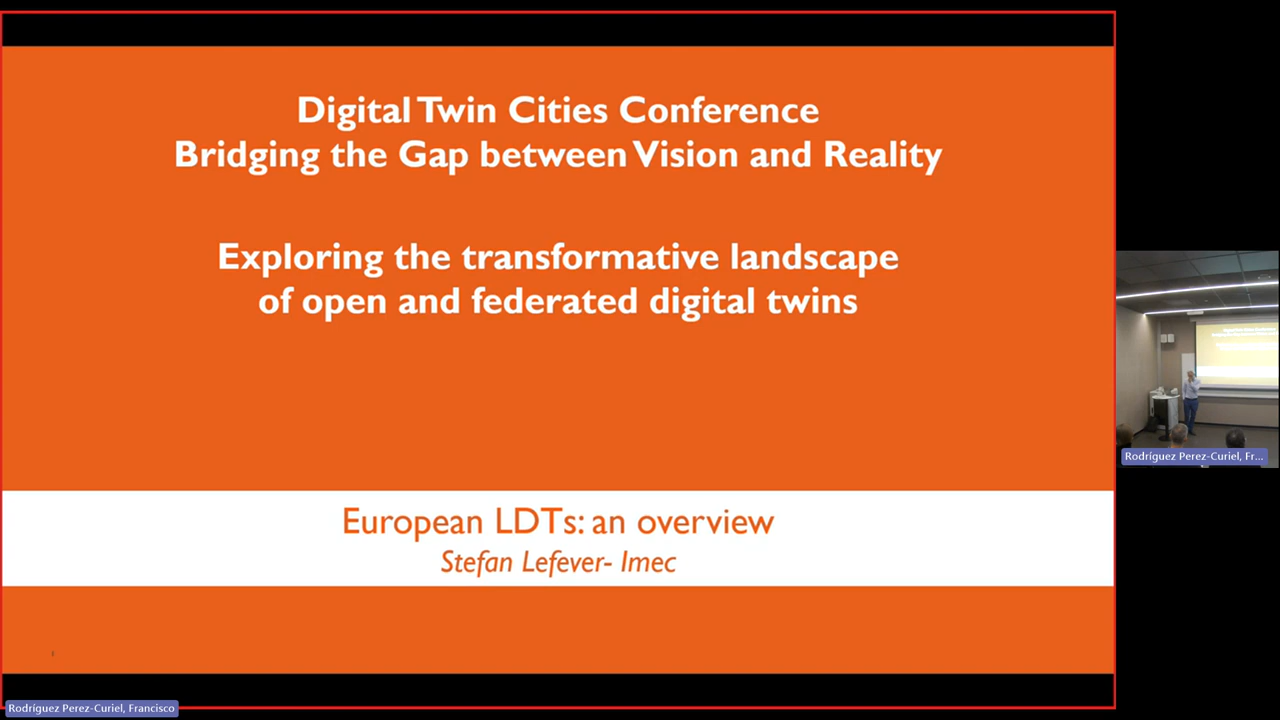 Digital Twin Cities Conference
Bridging the Gap between Vision and Reality
Exploring the transformative landscape
of open and federated digital twins
European LDTs: an overview
Stefan Lefever- Imec
Rodríguez Perez-Curiel, Fr...
Rodríguez Perez-Curiel, Francisco